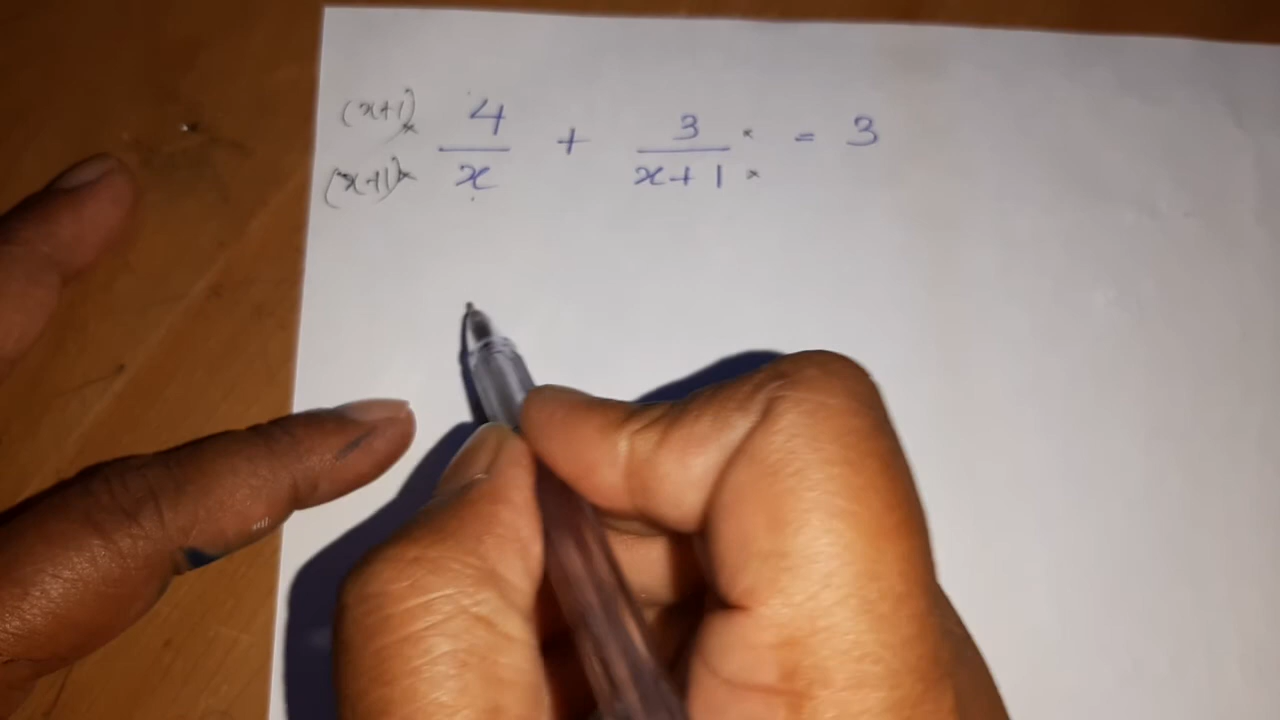 (x+1)× 4/x + 3/(x+1) × = 3
(x+1)× ×